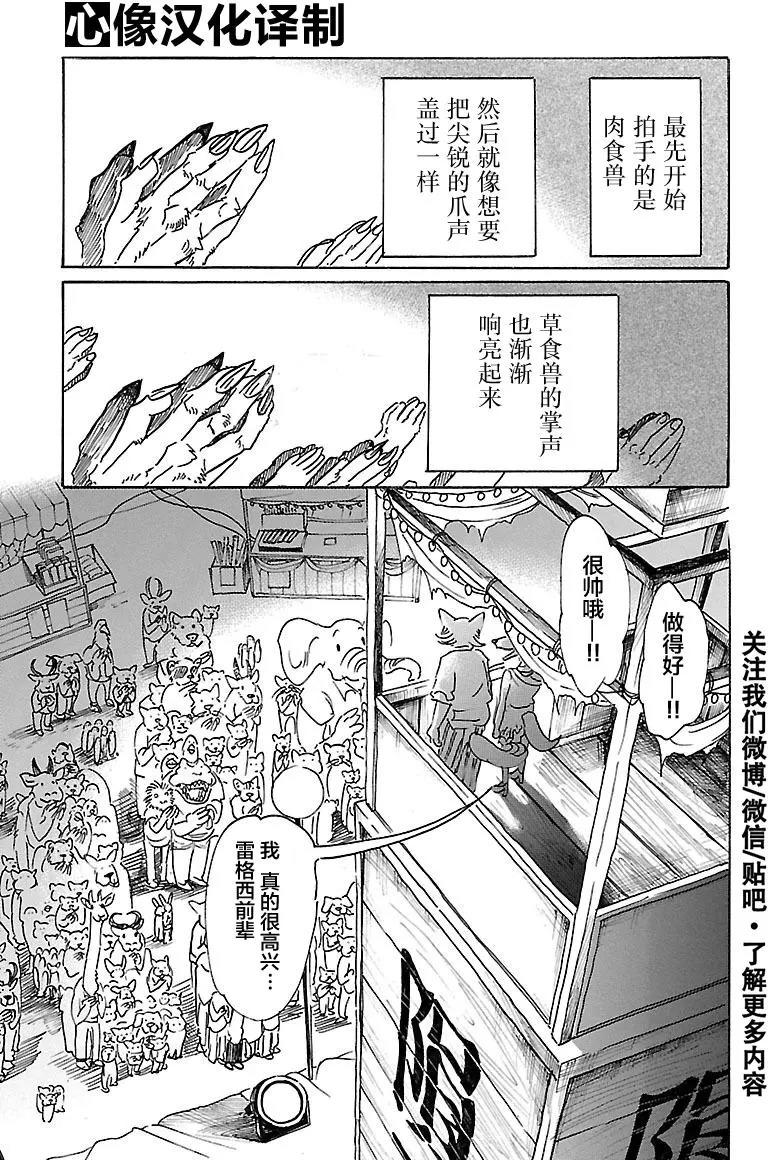 心像汉化译制
最先开始
拍手的是
肉食兽
然后就像想要
把尖锐的爪声
盖过一样
草食兽的掌声
也渐渐
响亮起来
做得好—!!
很帅哦—!!
我 真的很高兴…
雷格西前辈
关注我们微博/微信/贴吧·了解更多内容